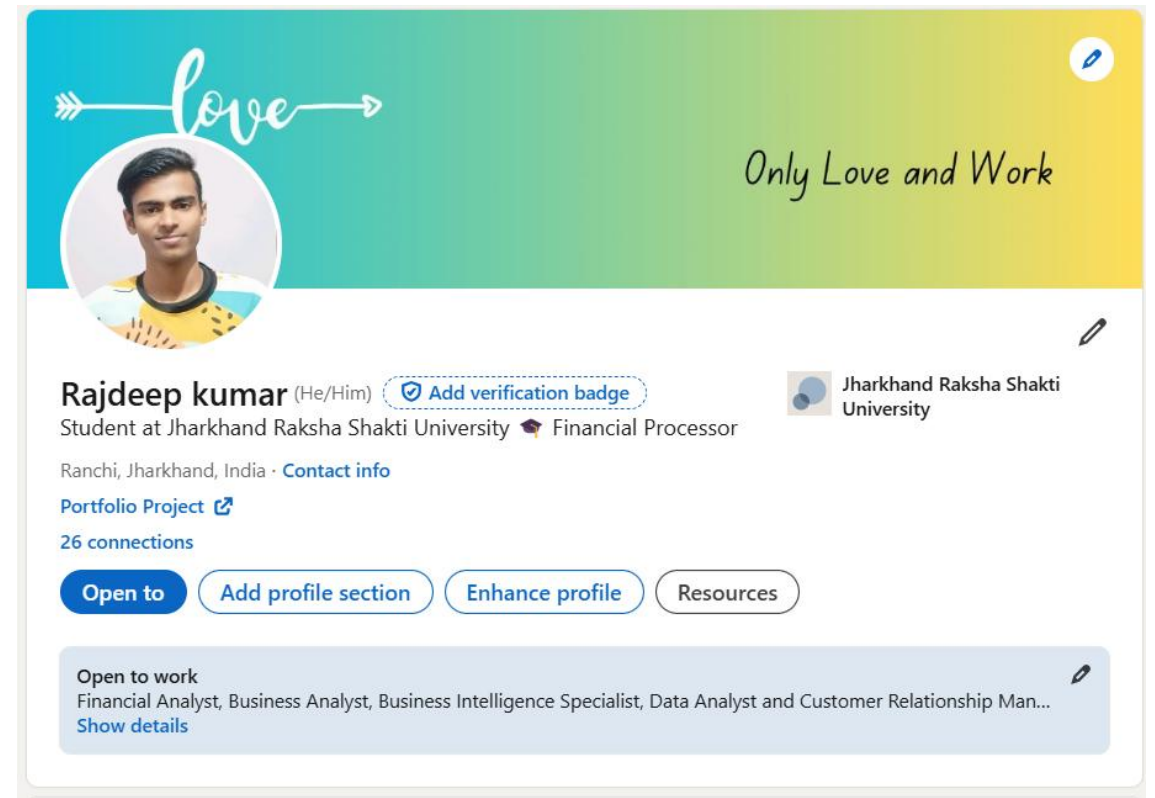 love
Only Love and Work
Rajdeep kumar (He/Him) Add verification badge
Jharkhand Raksha Shakti
University
Student at Jharkhand Raksha Shakti University 🎓 Financial Processor
Ranchi, Jharkhand, India · Contact info
Portfolio Project
26 connections
Open to Add profile section Enhance profile Resources
Open to work
Financial Analyst, Business Analyst, Business Intelligence Specialist, Data Analyst and Customer Relationship Man...
Show details